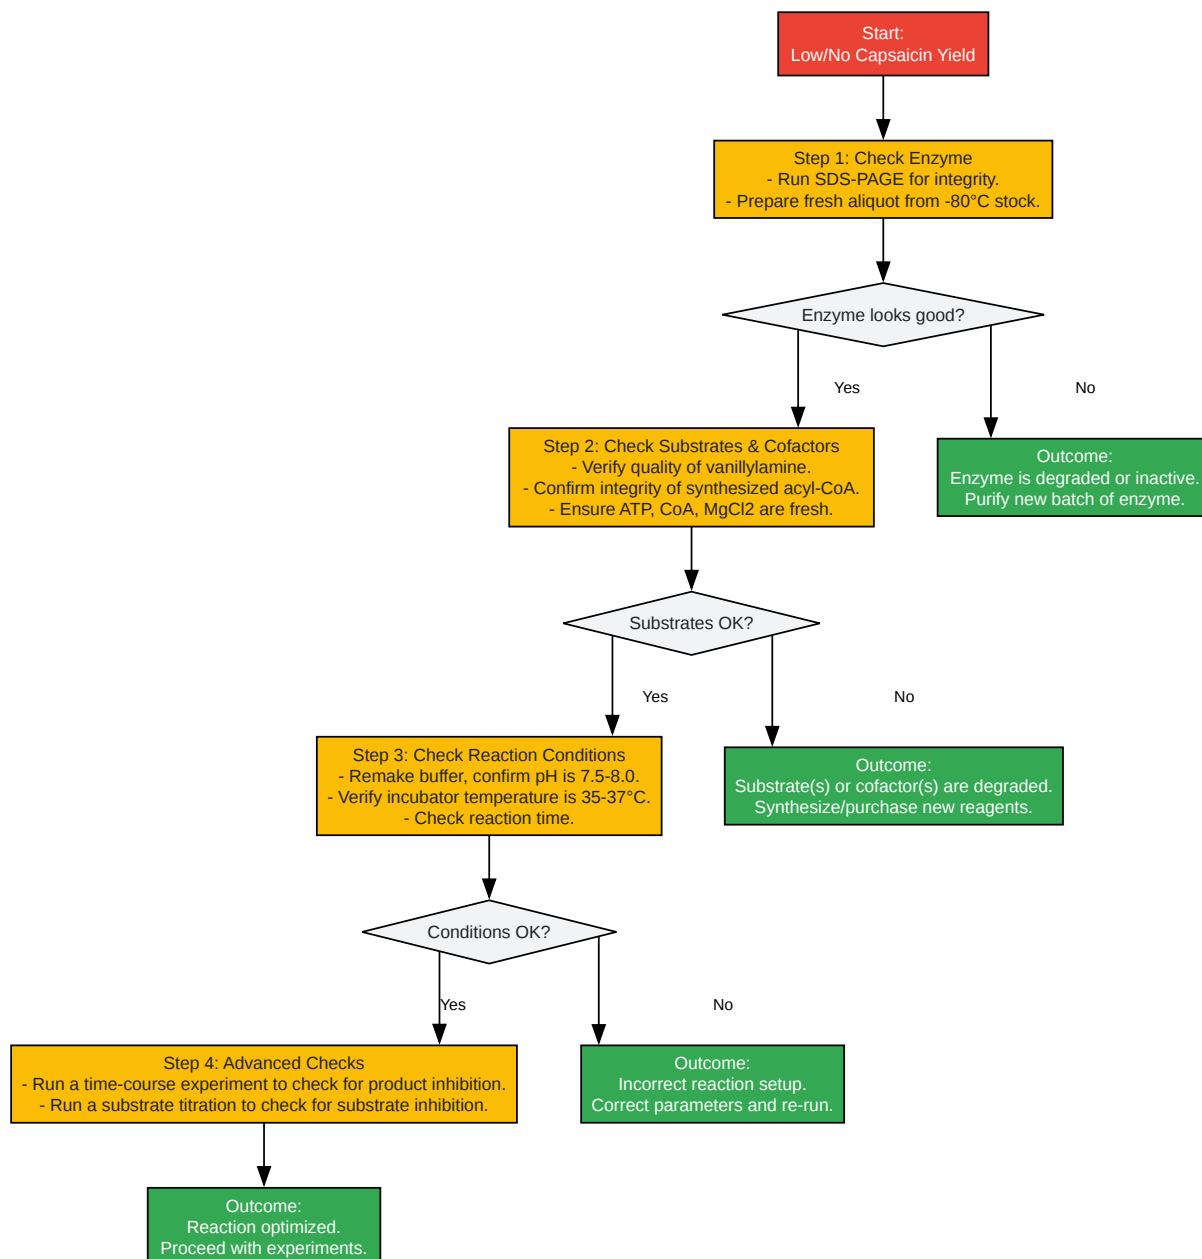 Start:
Low/No Capsaicin Yield
Step 1: Check Enzyme
- Run SDS-PAGE for integrity.
- Prepare fresh aliquot from -80°C stock.
Enzyme looks good?
Yes
No
Step 2: Check Substrates & Cofactors
- Verify quality of vanillylamine.
- Confirm integrity of synthesized acyl-CoA.
- Ensure ATP, CoA, MgCl2 are fresh.
Outcome:
Enzyme is degraded or inactive.
Purify new batch of enzyme.
Substrates OK?
Yes
No
Step 3: Check Reaction Conditions
- Remake buffer, confirm pH is 7.5-8.0.
- Verify incubator temperature is 35-37°C.
- Check reaction time.
Outcome:
Substrate(s) or cofactor(s) are degraded.
Synthesize/purchase new reagents.
Conditions OK?
Yes
No
Step 4: Advanced Checks
- Run a time-course experiment to check for product inhibition.
- Run a substrate titration to check for substrate inhibition.
Outcome:
Incorrect reaction setup.
Correct parameters and re-run.
Outcome:
Reaction optimized.
Proceed with experiments.